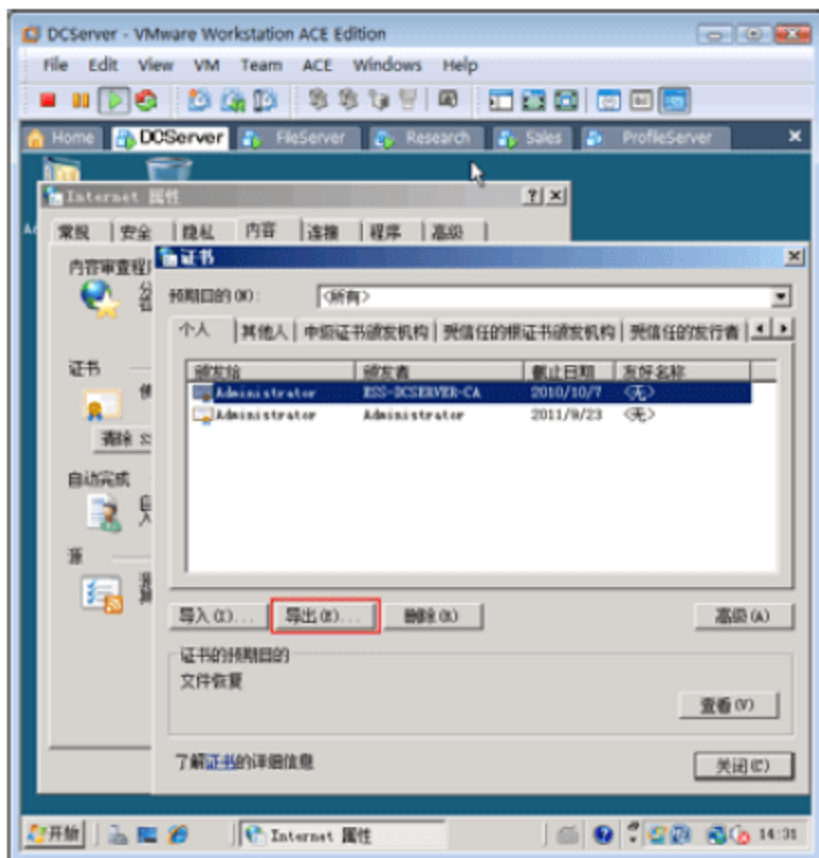 DCServer - VMware Workstation ACE Edition
File Edit View VM Team ACE Windows Help
Home DCServer FileServer Research Sales ProfileServer
Internet 属性
常规 安全 隐私 内容 连接 程序 高级
内容审查程
证书
预期目的(N): <所有>
个人 其他人 中级证书颁发机构 受信任的根证书颁发机构 受信任的发行者
颁发给 颁发者 截止日期 友好名称
Administrator ESS-DCSERVER-CA 2010/10/7 <无>
Administrator Administrator 2011/9/23 <无>
证书
使
清除 S
自动完成
源
导入(I)... 导出(E)... 删除(R) 高级(A)
证书的预期目的
文件恢复
查看(V)
了解证书的详细信息
关闭(C)
开始 Internet 属性 14:31